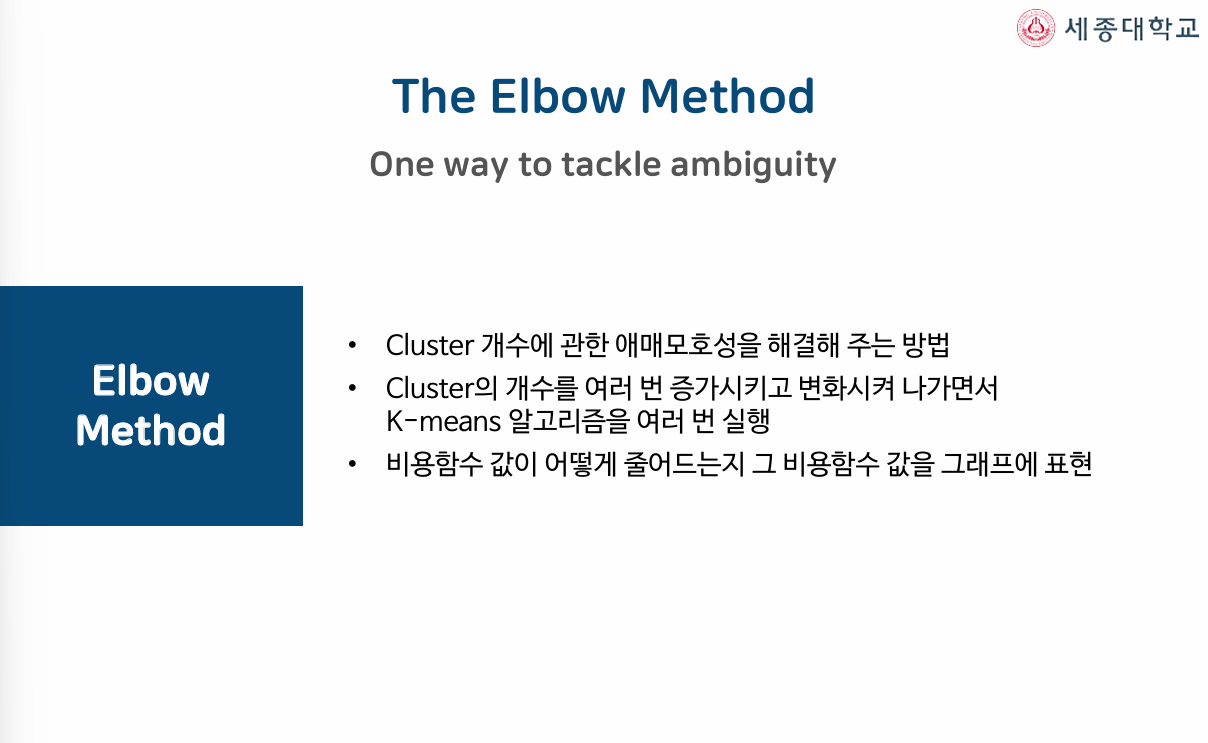 세종대학교
The Elbow Method
One way to tackle ambiguity
Elbow
Method
• Cluster 개수에 관한 애매모호성을 해결해 주는 방법
• Cluster의 개수를 여러 번 증가시키고 변화시켜 나가면서
K-means 알고리즘을 여러 번 실행
• 비용함수 값이 어떻게 줄어드는지 그 비용함수 값을 그래프에 표현